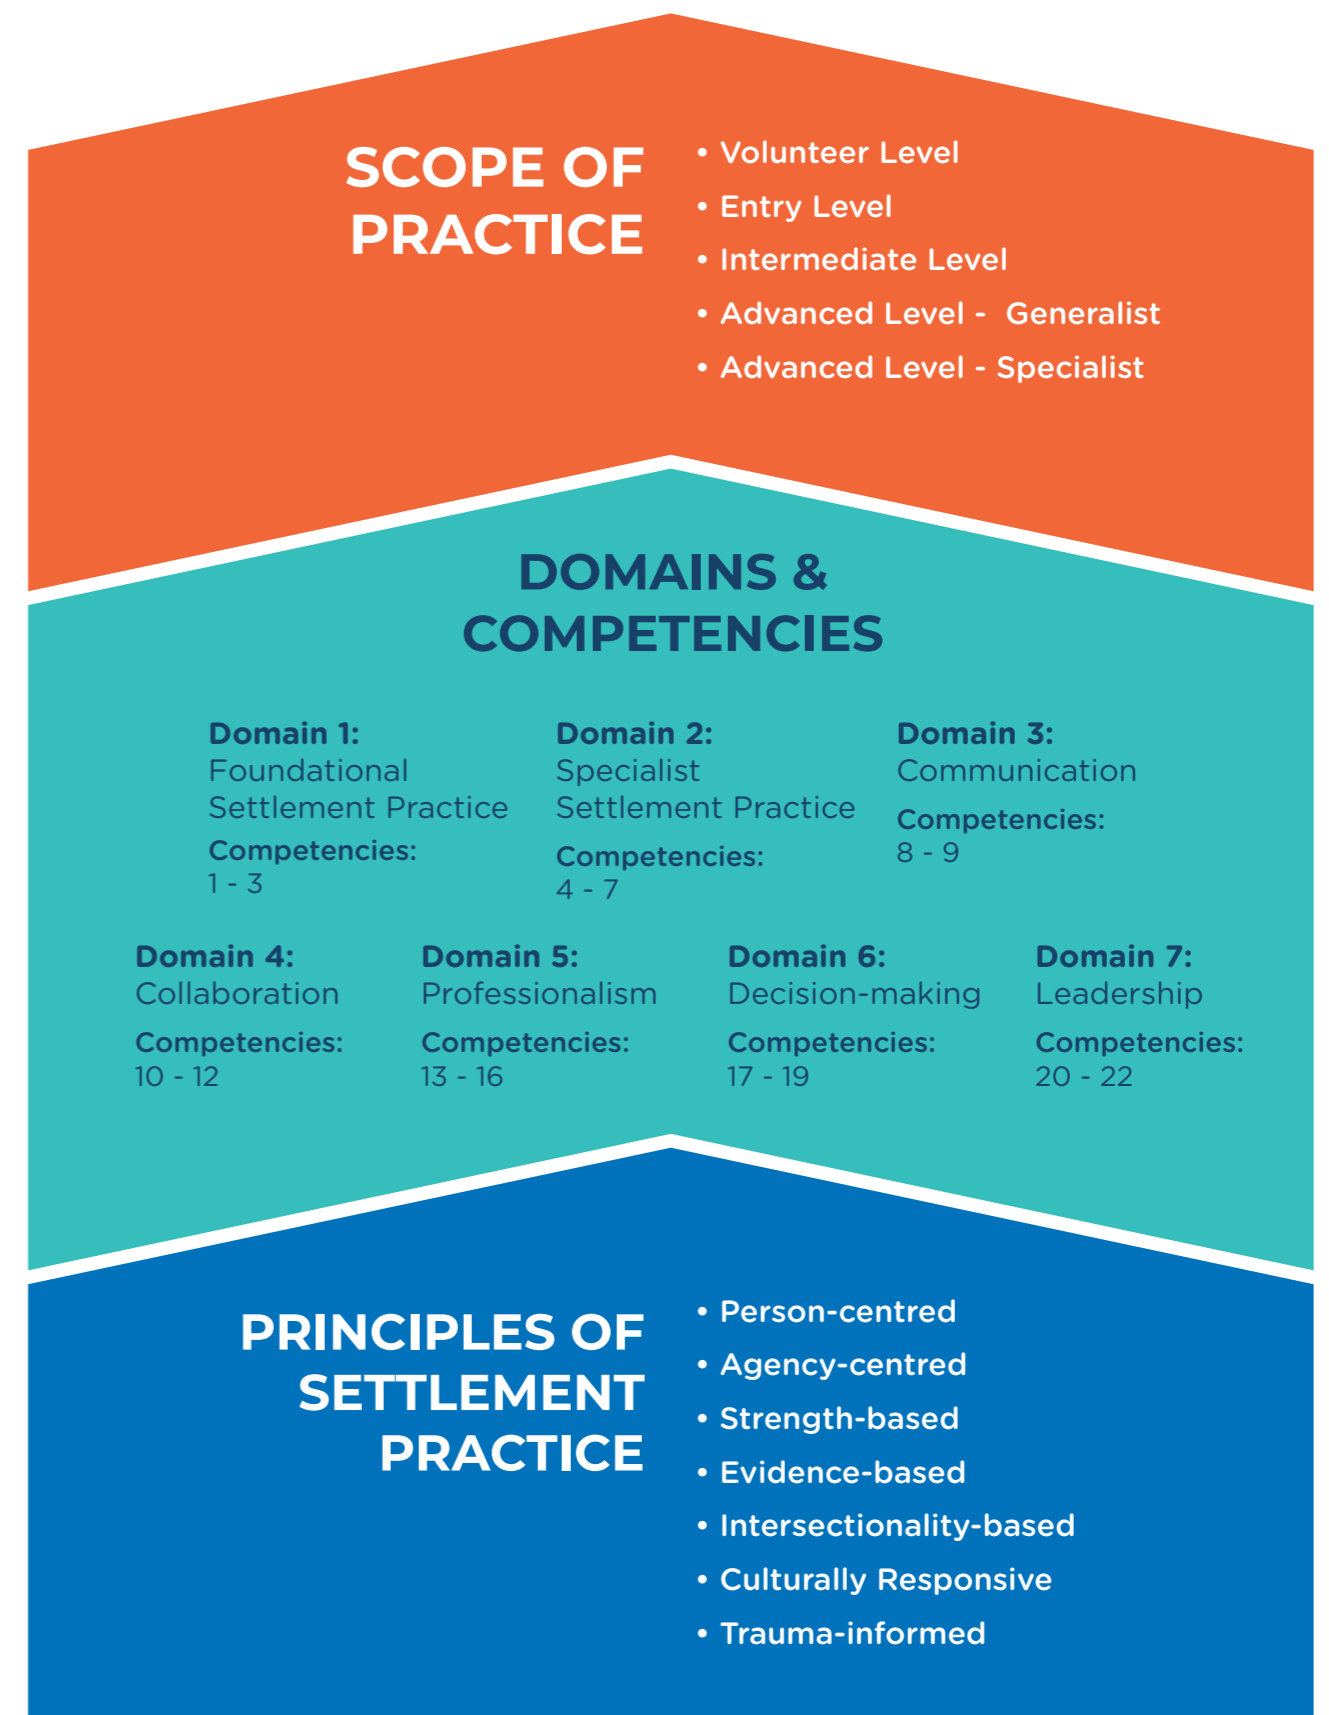 SCOPE OF
PRACTICE
• Volunteer Level
• Entry Level
• Intermediate Level
• Advanced Level - Generalist
• Advanced Level - Specialist
DOMAINS &
COMPETENCIES
Domain 1:
Foundational
Settlement Practice
Competencies:
1 - 3
Domain 2:
Specialist
Settlement Practice
Competencies:
4 - 7
Domain 3:
Communication
Competencies:
8 - 9
Domain 4:
Collaboration
Competencies:
10 - 12
Domain 5:
Professionalism
Competencies:
13 - 16
Domain 6:
Decision-making
Competencies:
17 - 19
Domain 7:
Leadership
Competencies:
20 - 22
PRINCIPLES OF
SETTLEMENT
PRACTICE
• Person-centred
• Agency-centred
• Strength-based
• Evidence-based
• Intersectionality-based
• Culturally Responsive
• Trauma-informed